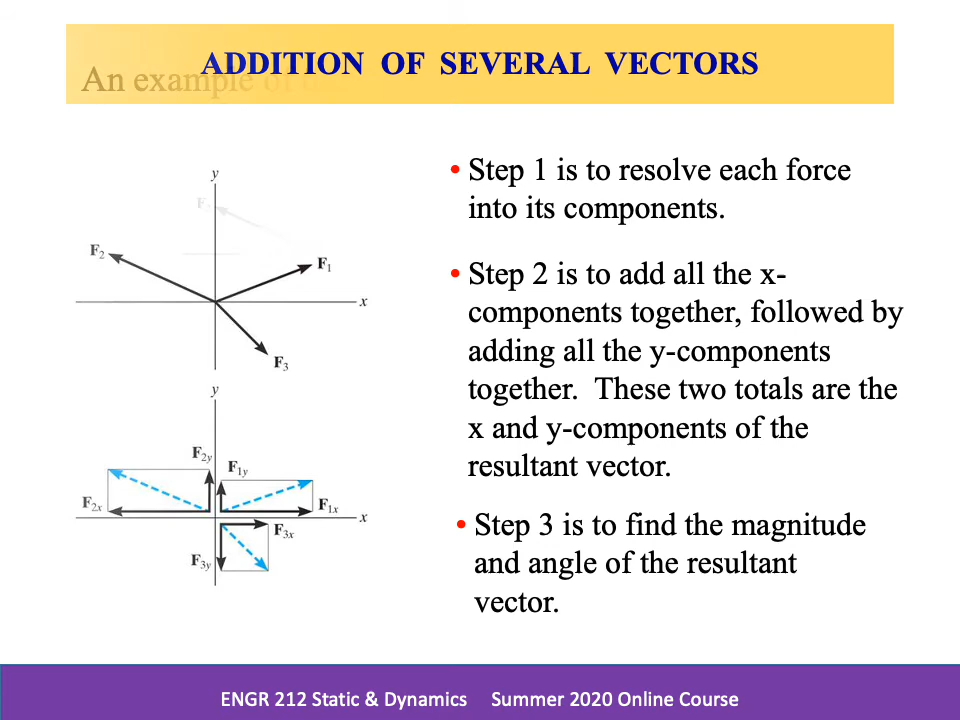 ADDITION OF SEVERAL VECTORS
An example of
y
F
F2
F1
x
F3
y
F2y
F1y
F2x
F1x
x
F3x
F3y
• Step 1 is to resolve each force
into its components.
• Step 2 is to add all the x-
components together, followed by
adding all the y-components
together. These two totals are the
x and y-components of the
resultant vector.
• Step 3 is to find the magnitude
and angle of the resultant
vector.
ENGR 212 Static & Dynamics Summer 2020 Online Course